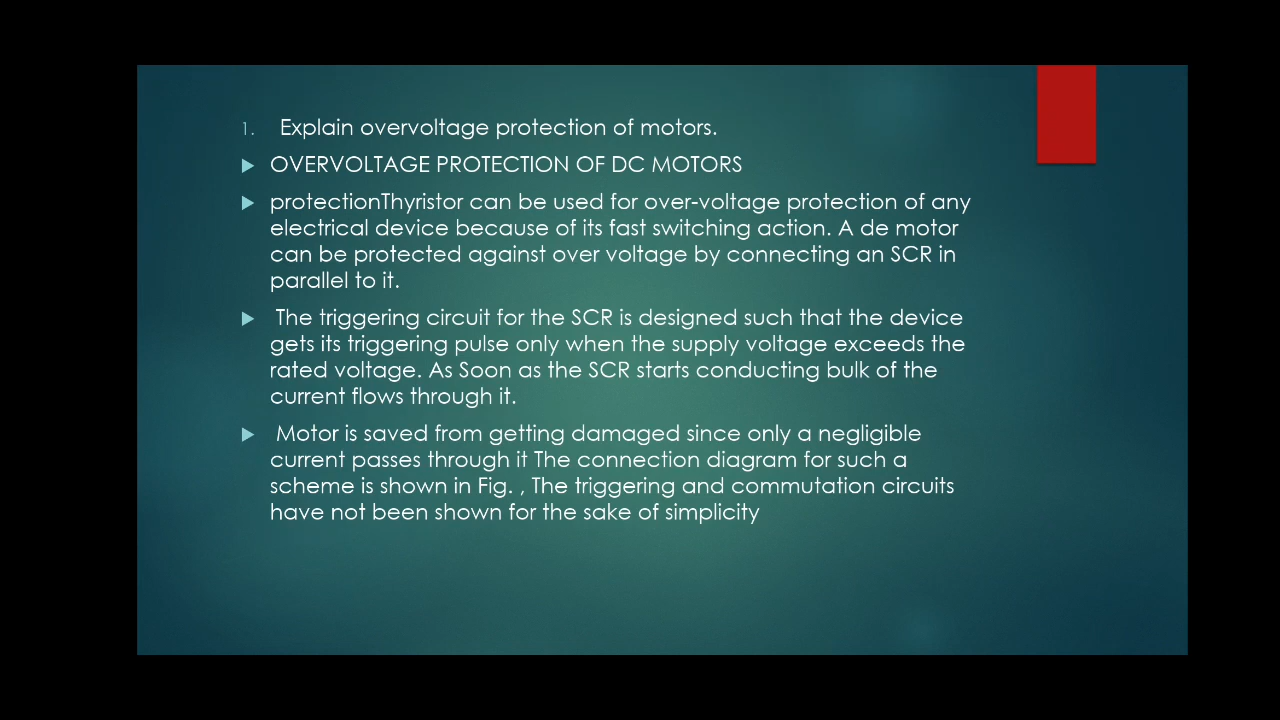 1. Explain overvoltage protection of motors.
OVERVOLTAGE PROTECTION OF DC MOTORS
protectionThyristor can be used for over-voltage protection of any
electrical device because of its fast switching action. A de motor
can be protected against over voltage by connecting an SCR in
parallel to it.
The triggering circuit for the SCR is designed such that the device
gets its triggering pulse only when the supply voltage exceeds the
rated voltage. As Soon as the SCR starts conducting bulk of the
current flows through it.
Motor is saved from getting damaged since only a negligible
current passes through it The connection diagram for such a
scheme is shown in Fig. , The triggering and commutation circuits
have not been shown for the sake of simplicity